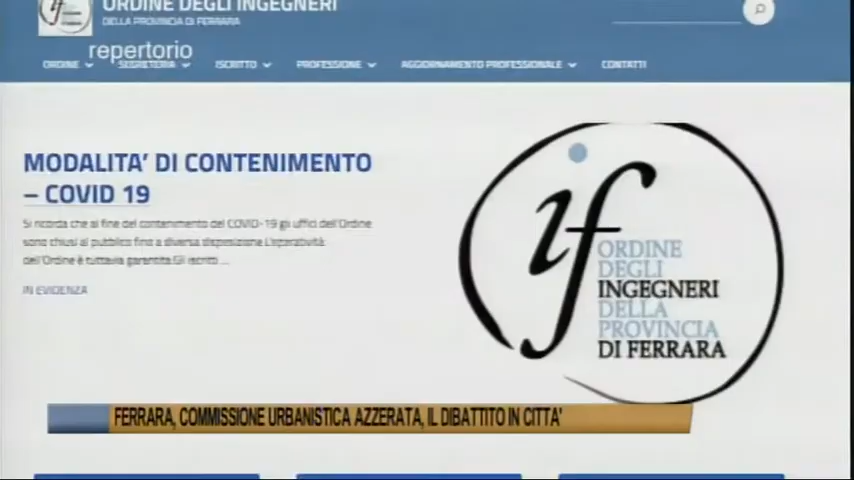 ORDINE DEGLI INGEGNERI
DELLA PROVINCIA DI FERRARA
repertorio
ORDINE SEGRETERIA ISCRITTO PROFESSIONE AGGIORNAMENTO PROFESSIONALE CONTATTI
MODALITA' DI CONTENIMENTO
– COVID 19
Si ricorda che al fine del contenimento del COVID-19 gli uffici dell'Ordine
sono chiusi al pubblico fino a diversa disposizione L'operatività
dell'Ordine è tuttavia garantita.Gli iscritti ...
IN EVIDENZA
if
ORDINE
DEGLI
INGEGNERI
DELLA
PROVINCIA
DI FERRARA
FERRARA, COMMISSIONE URBANISTICA AZZERATA, IL DIBATTITO IN CITTA'